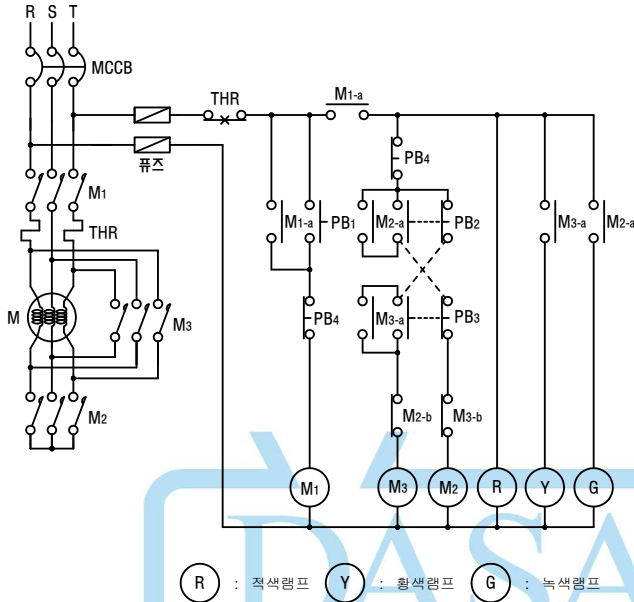 R S T
MCCB
THR
M1-a
퓨즈
PB4
M1
M1-a
PB1
M2-a
PB2
M3-a
M2-a
THR
M
M3
PB4
M3-a
PB3
M2
M2-b
M3-b
M1
M3
M2
R
Y
G
R : 적색램프 Y : 황색램프 G : 녹색램프
DASA